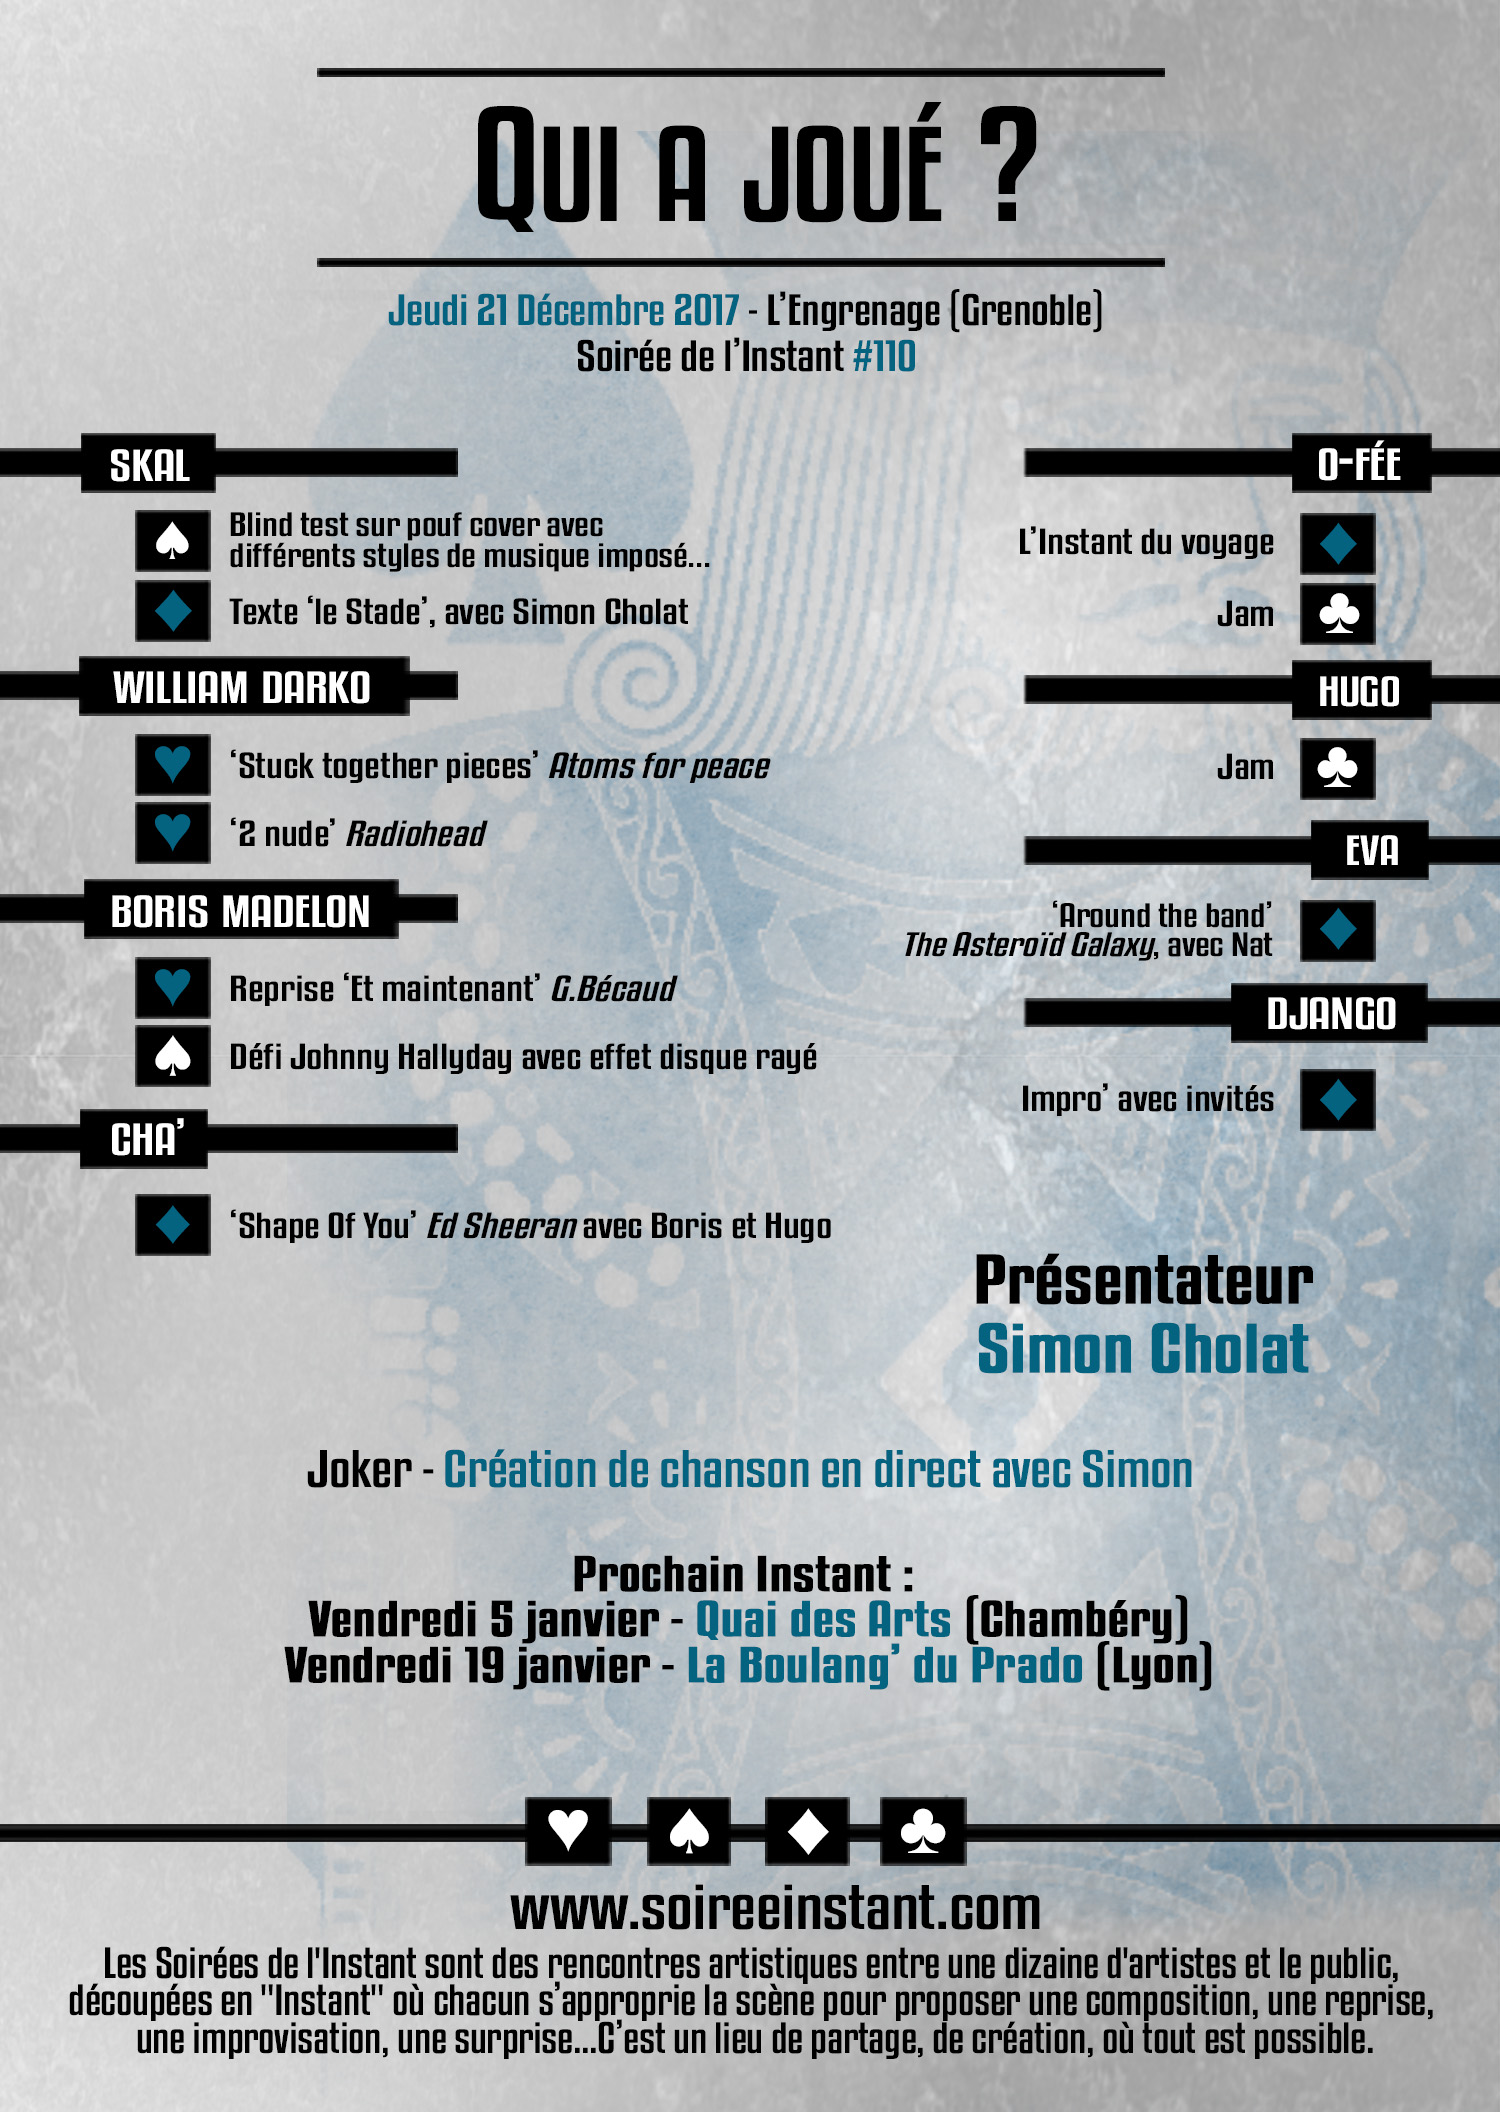 Qui a joué ?
Jeudi 21 Décembre 2017 - L'Engrenage (Grenoble)
Soirée de l'Instant #110
SKAL
Blind test sur pouf cover avec
différents styles de musique imposé...
Texte ‘le Stade’, avec Simon Cholat
WILLIAM DARKO
‘Stuck together pieces’ Atoms for peace
‘2 nude’ Radiohead
BORIS MADELON
Reprise ‘Et maintenant’ G.Bécaud
Défi Johnny Hallyday avec effet disque rayé
CHA’
‘Shape Of You’ Ed Sheeran avec Boris et Hugo
O-FÉE
L’Instant du voyage
Jam
HUGO
Jam
EVA
‘Around the band’
The Asteroïd Galaxy, avec Nat
DJANGO
Impro’ avec invités
Présentateur
Simon Cholat
Joker - Création de chanson en direct avec Simon
Prochain Instant :
Vendredi 5 janvier - Quai des Arts (Chambéry)
Vendredi 19 janvier - La Boulang’ du Prado (Lyon)
www.soireeinstant.com
Les Soirées de l'Instant sont des rencontres artistiques entre une dizaine d'artistes et le public,
découpées en "Instant" où chacun s’approprie la scène pour proposer une composition, une reprise,
une improvisation, une surprise...C’est un lieu de partage, de création, où tout est possible.